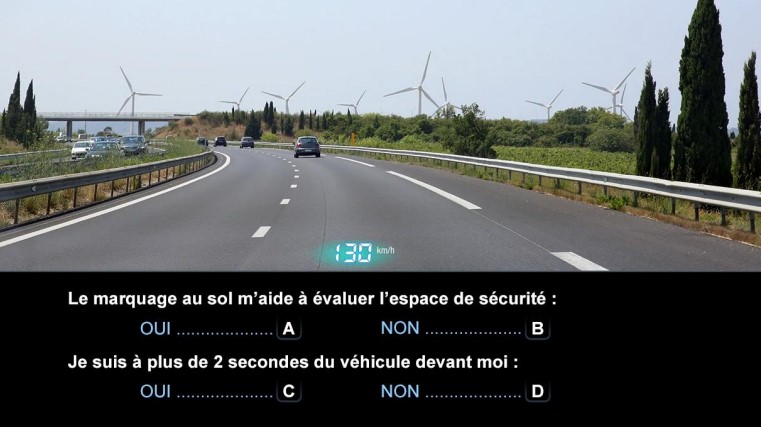 130 km/h
Le marquage au sol m’aide à évaluer l’espace de sécurité :
OUI ...................... A NON ...................... B
Je suis à plus de 2 secondes du véhicule devant moi :
OUI ...................... C NON ...................... D